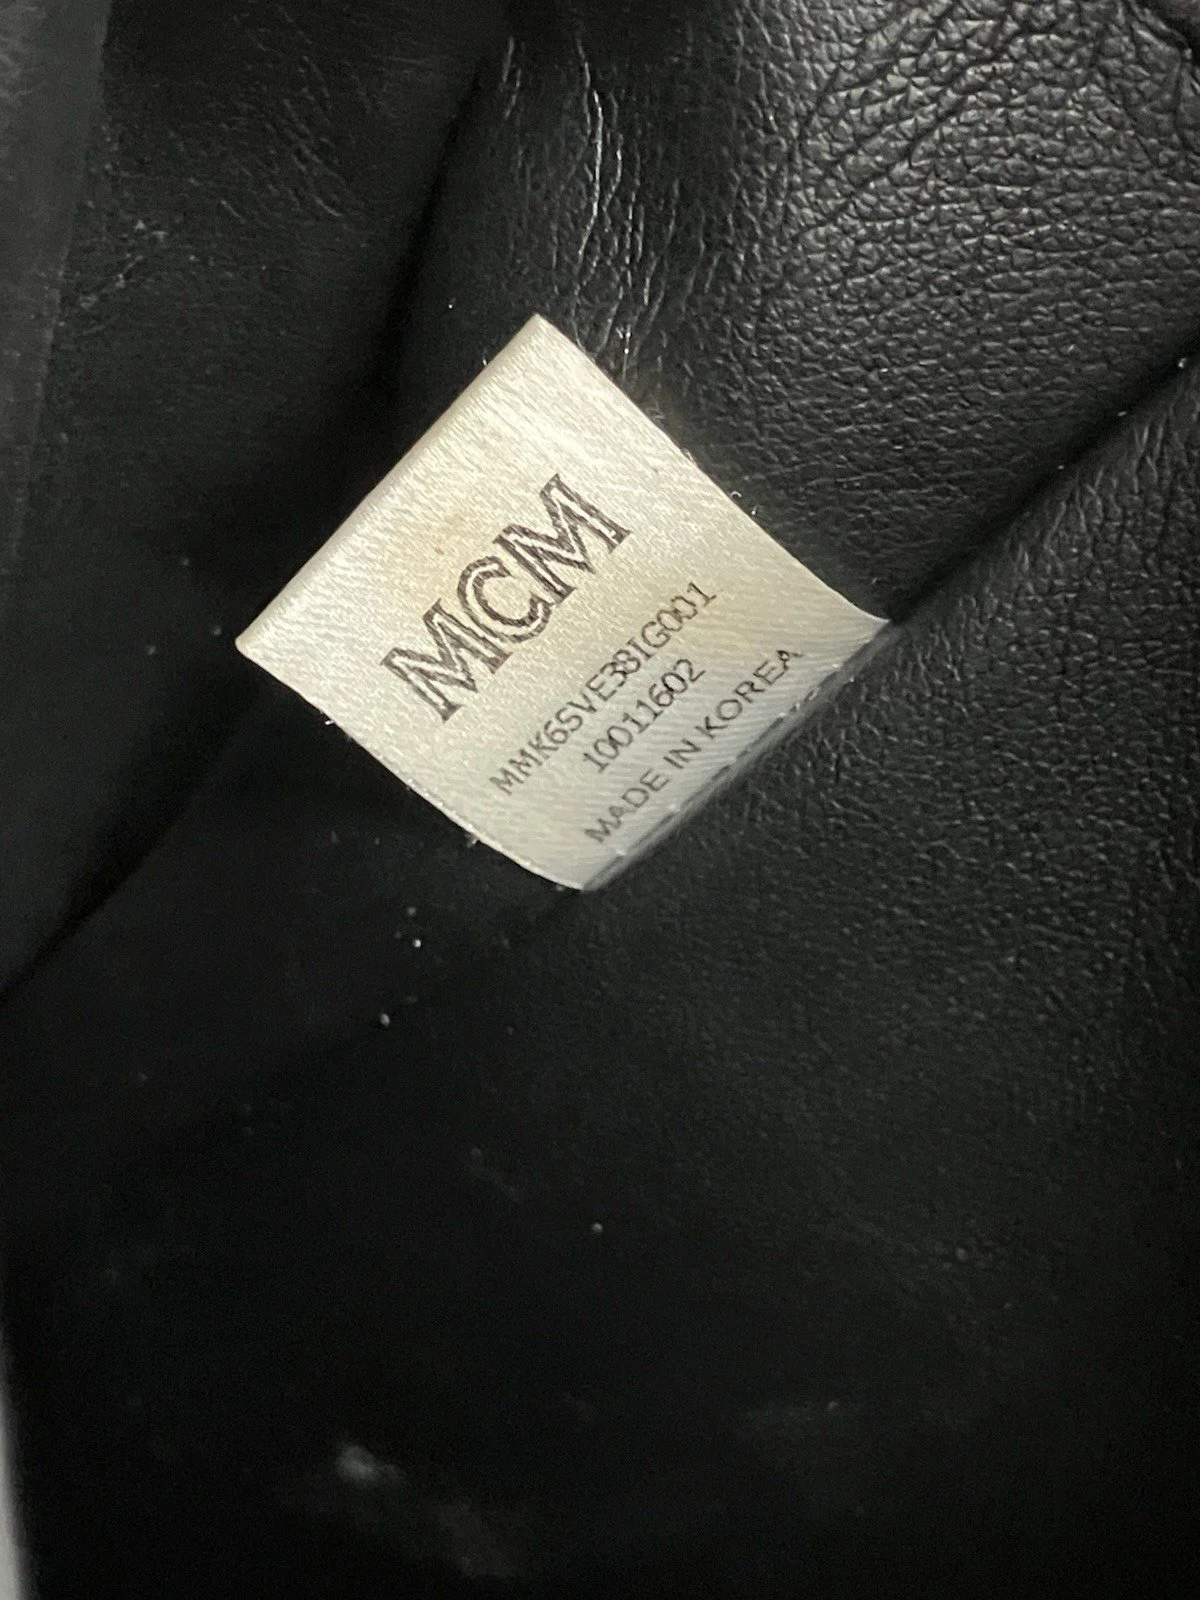 MCM
MMK6SVE38IG001
10011602
MADE IN KOREA